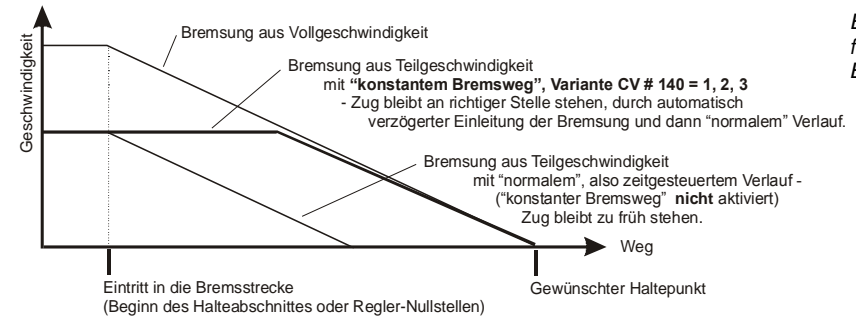 Bremsung aus Vollgeschwindigkeit
Bremsung aus Teilgeschwindigkeit
mit “konstantem Bremsweg”, Variante CV # 140 = 1, 2, 3
- Zug bleibt an richtiger Stelle stehen, durch automatisch
verzögerter Einleitung der Bremsung und dann “normalem” Verlauf.
Geschwindigkeit
Bremsung aus Teilgeschwindigkeit
mit “normalem”, also zeitgesteuertem Verlauf -
(“konstanter Bremsweg” nicht aktiviert)
Zug bleibt zu früh stehen.
Weg
Eintritt in die Bremsstrecke
(Beginn des Halteabschnittes oder Regler-Nullstellen)
Gewünschter Haltepunkt